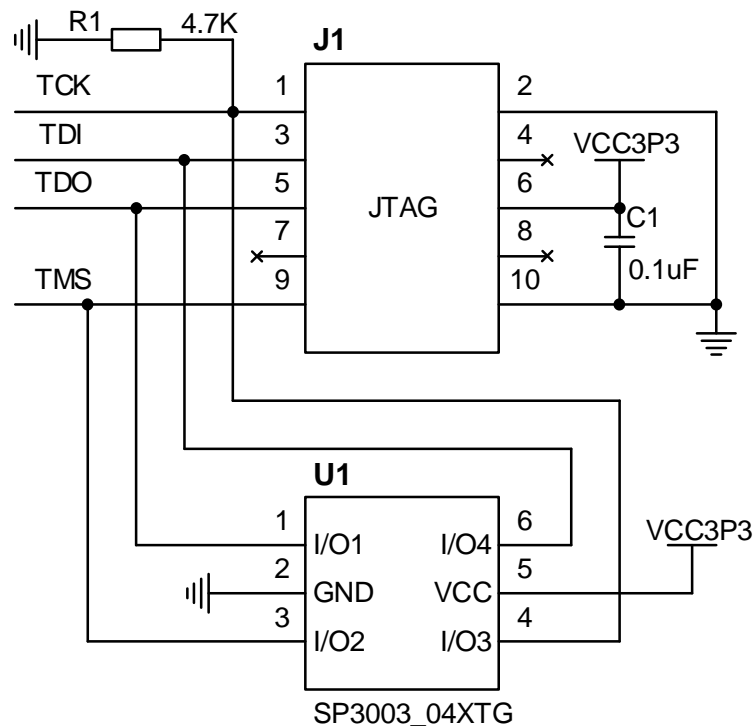 R1 4.7K
J1
TCK 1 2
TDI 3 4 VCC3P3
TDO 5 6
JTAG
C1
7 8
0.1uF
TMS 9 10
U1
1 I/O1 I/O4 6
VCC3P3
2 GND VCC 5
3 I/O2 I/O3 4
SP3003_04XTG